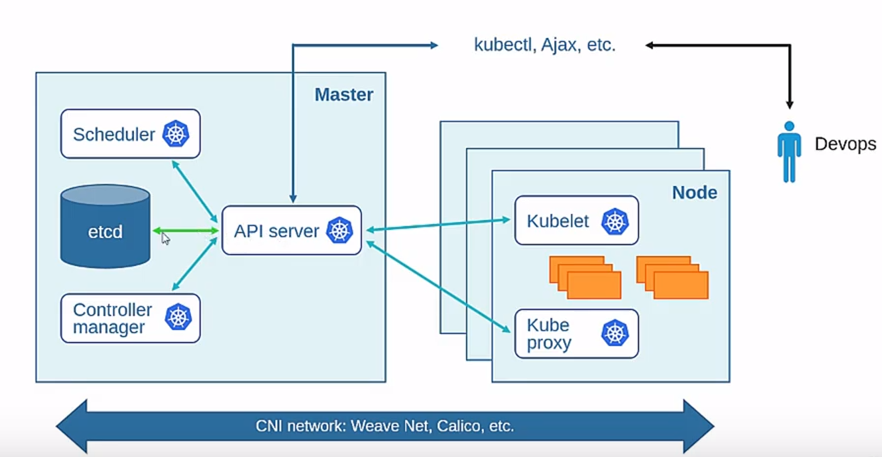 kubectl, Ajax, etc.
Master
Scheduler
etcd
API server
Controller
manager
Devops
Node
Kubelet
Kube
proxy
CNI network: Weave Net, Calico, etc.